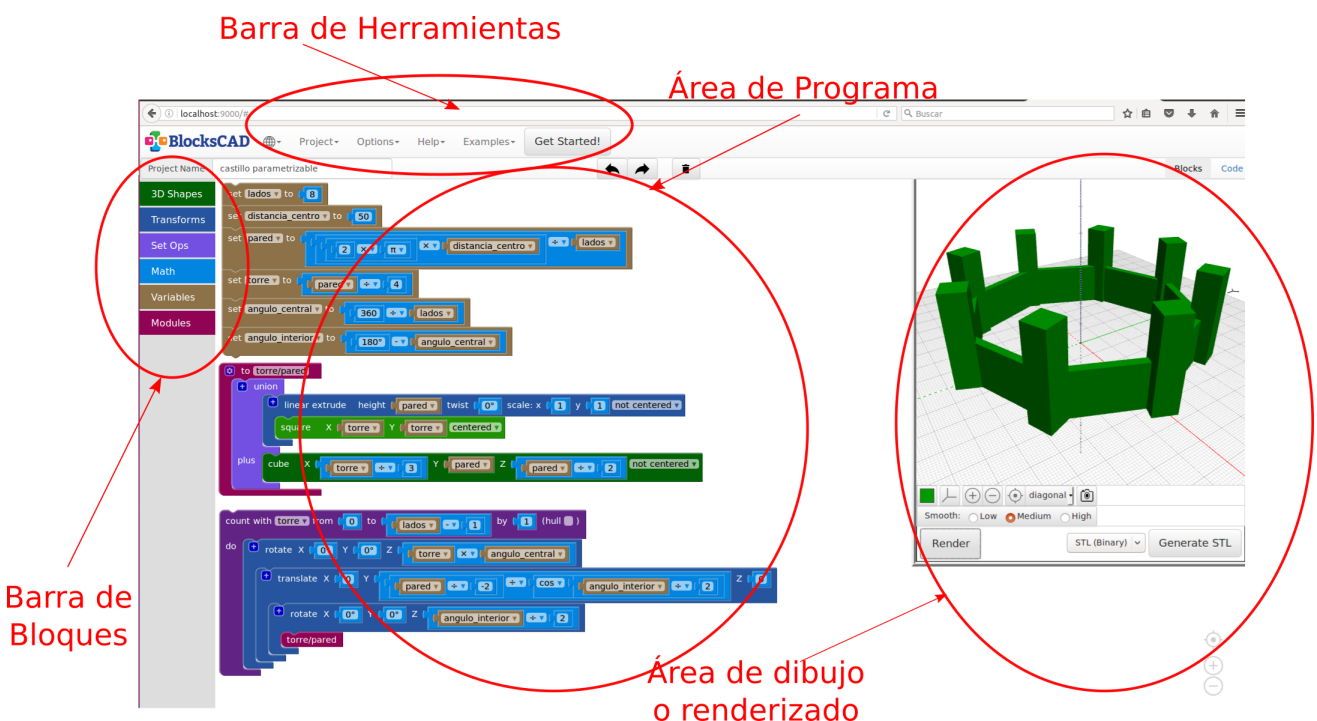 Barra de Herramientas
Área de Programa
localhost:9000/#
Buscar
BlocksCAD
Project
Options
Help
Examples
Get Started!
Project Name
castillo parametrizable
Blocks
Code
3D Shapes
Transforms
Set Ops
Math
Variables
Modules
set lados to 8
set distancia_centro to 50
set pared to 2 × π × distancia_centro ÷ lados
set torre to pared ÷ 4
set angulo_central to 360 ÷ lados
set angulo_interior to 180° - angulo_central
to torre/pared
union
linear extrude height pared twist 0° scale: x 1 y 1 not centered
square X torre Y torre centered
plus cube X torre ÷ 3 Y pared Z pared ÷ 2 not centered
count with torre from 0 to lados - 1 by 1 (hull )
do rotate X 0° Y 0° Z torre × angulo_central
translate X 0 Y pared ÷ -2 ÷ cos angulo_interior ÷ 2 Z 0
rotate X 0° Y 0° Z angulo_interior ÷ 2
torre/pared
diagonal
Smooth: Low Medium High
Render
STL (Binary)
Generate STL
Barra de
Bloques
Área de dibujo
o renderizado